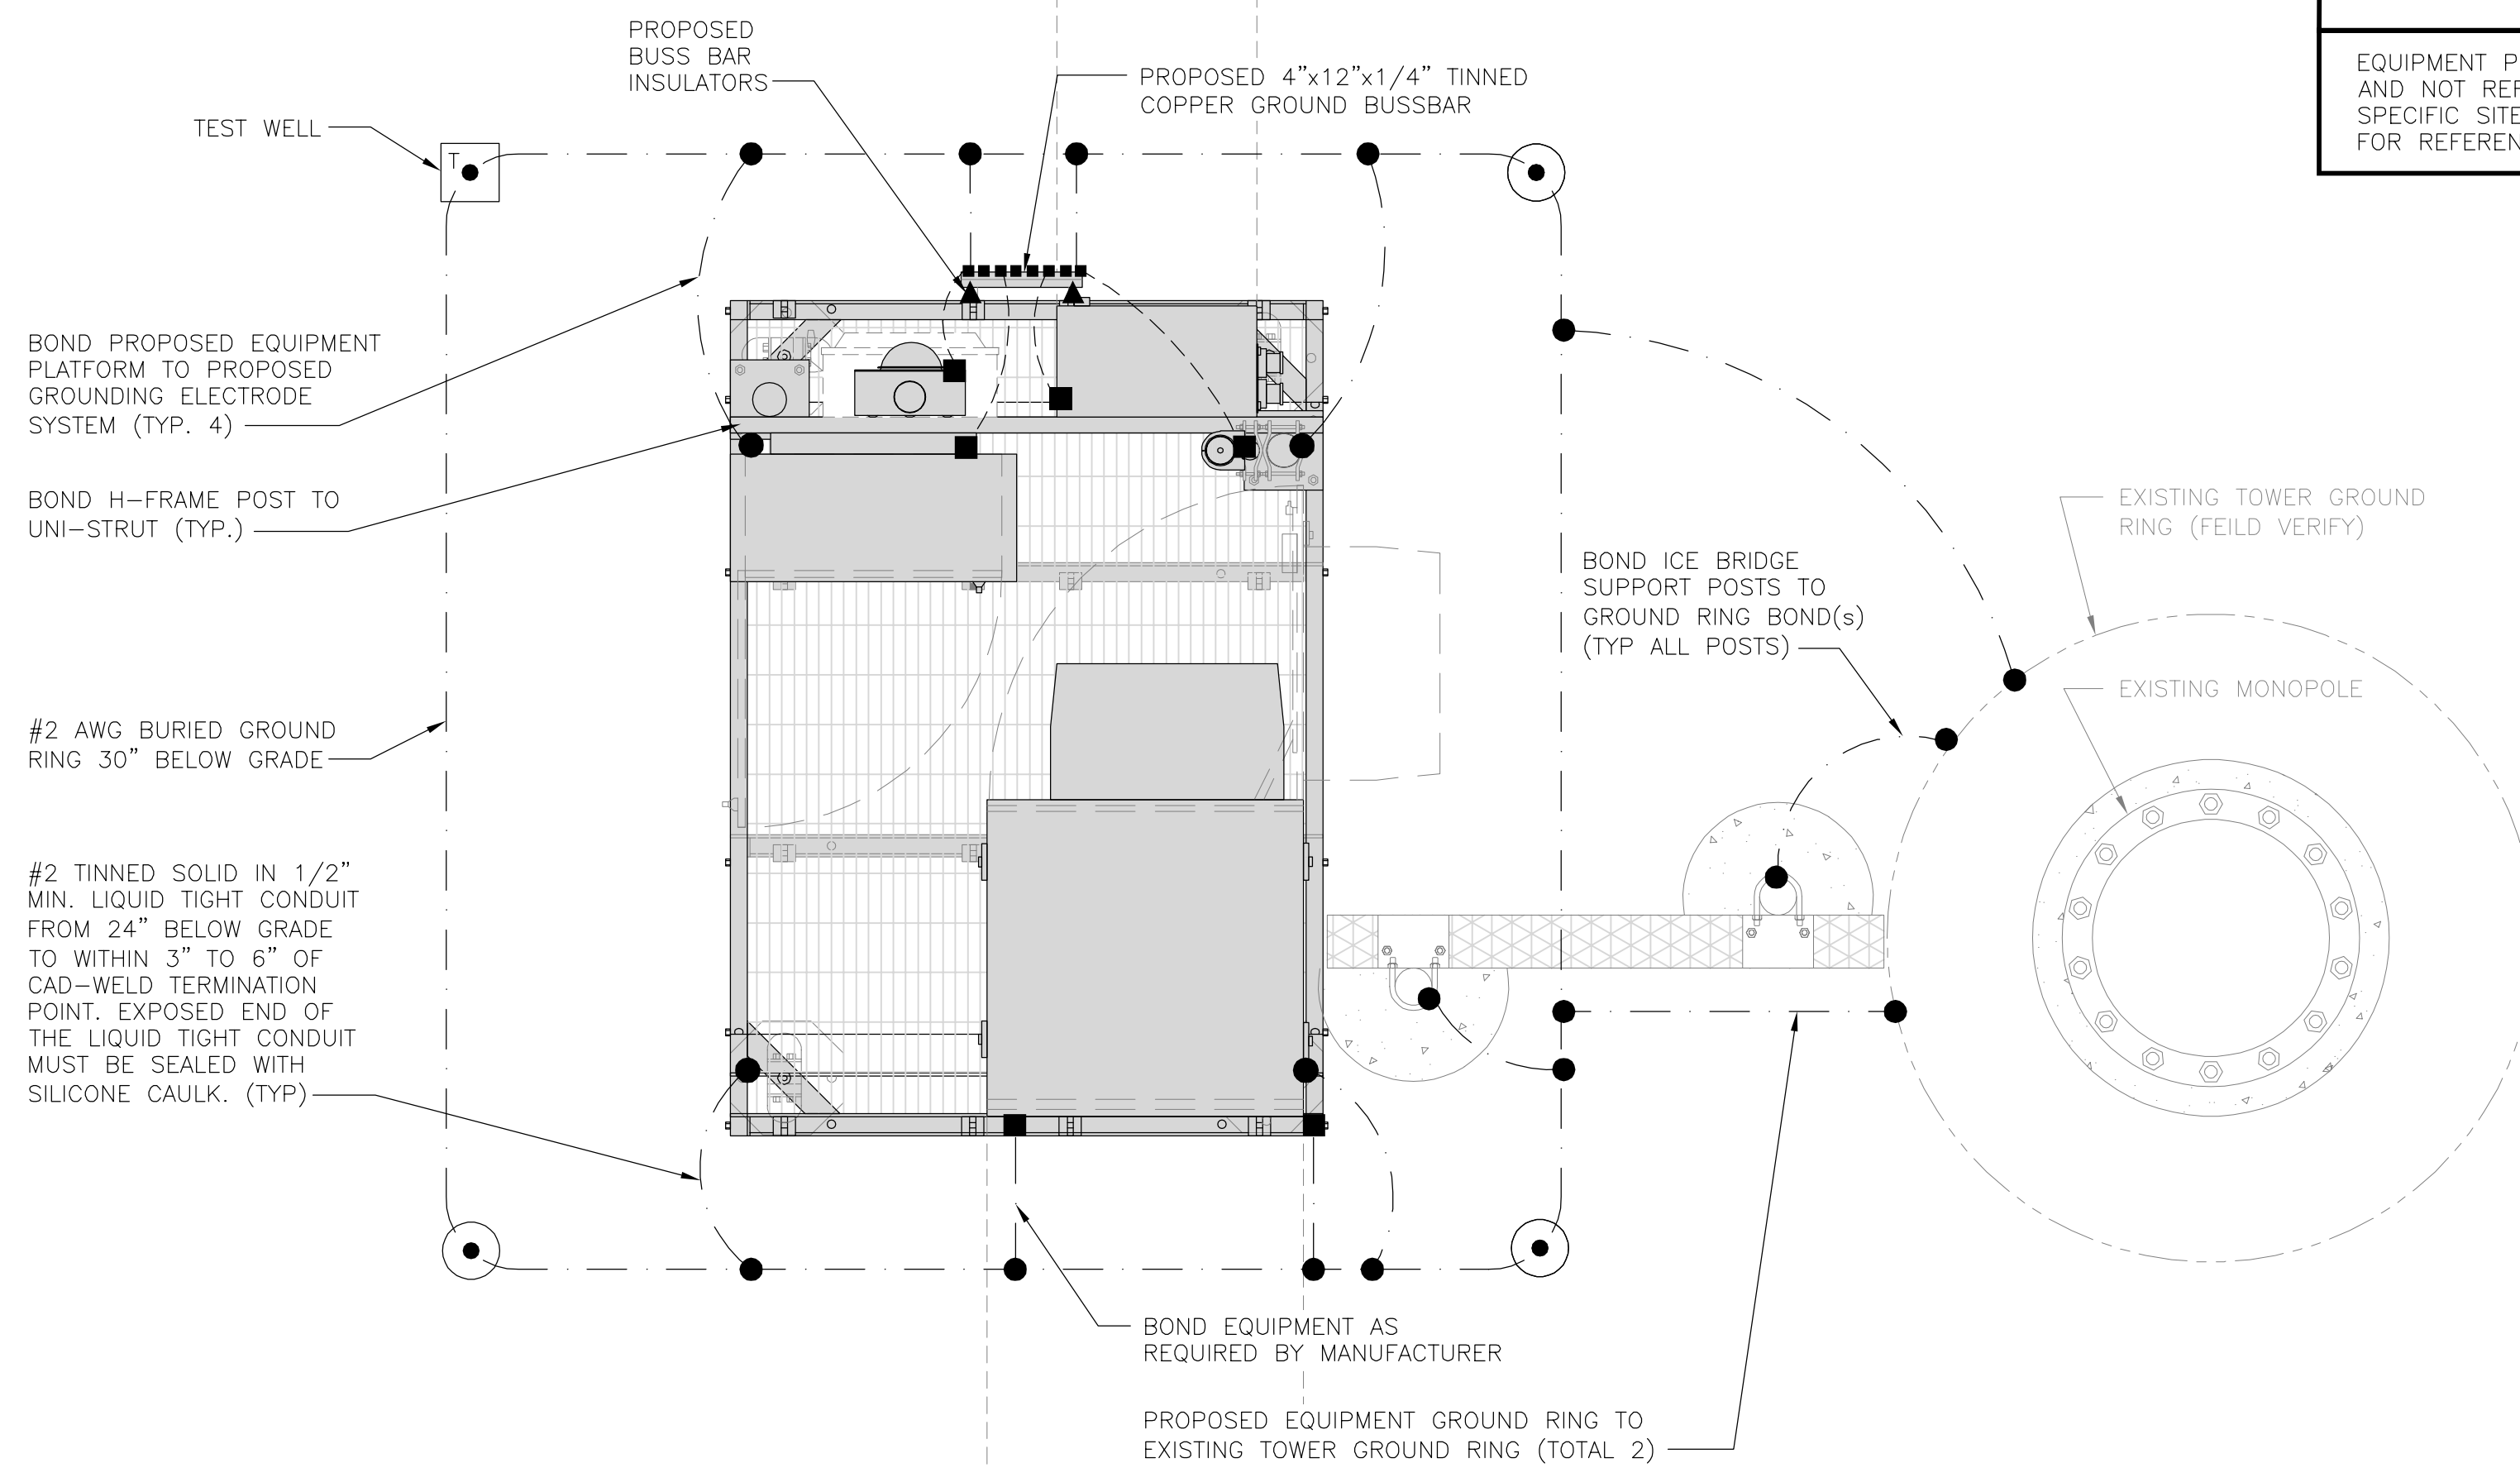 PROPOSED
BUSS BAR
INSULATORS
PROPOSED 4”x12”x1/4” TINNED
COPPER GROUND BUSSBAR
EQUIPMENT P
AND NOT REF
SPECIFIC SITE
FOR REFEREN
TEST WELL
T
BOND PROPOSED EQUIPMENT
PLATFORM TO PROPOSED
GROUNDING ELECTRODE
SYSTEM (TYP. 4)
BOND H-FRAME POST TO
UNI-STRUT (TYP.)
EXISTING TOWER GROUND
RING (FEILD VERIFY)
BOND ICE BRIDGE
SUPPORT POSTS TO
GROUND RING BOND(s)
(TYP ALL POSTS)
EXISTING MONOPOLE
#2 AWG BURIED GROUND
RING 30” BELOW GRADE
#2 TINNED SOLID IN 1/2”
MIN. LIQUID TIGHT CONDUIT
FROM 24” BELOW GRADE
TO WITHIN 3” TO 6” OF
CAD-WELD TERMINATION
POINT. EXPOSED END OF
THE LIQUID TIGHT CONDUIT
MUST BE SEALED WITH
SILICONE CAULK. (TYP)
BOND EQUIPMENT AS
REQUIRED BY MANUFACTURER
PROPOSED EQUIPMENT GROUND RING TO
EXISTING TOWER GROUND RING (TOTAL 2)